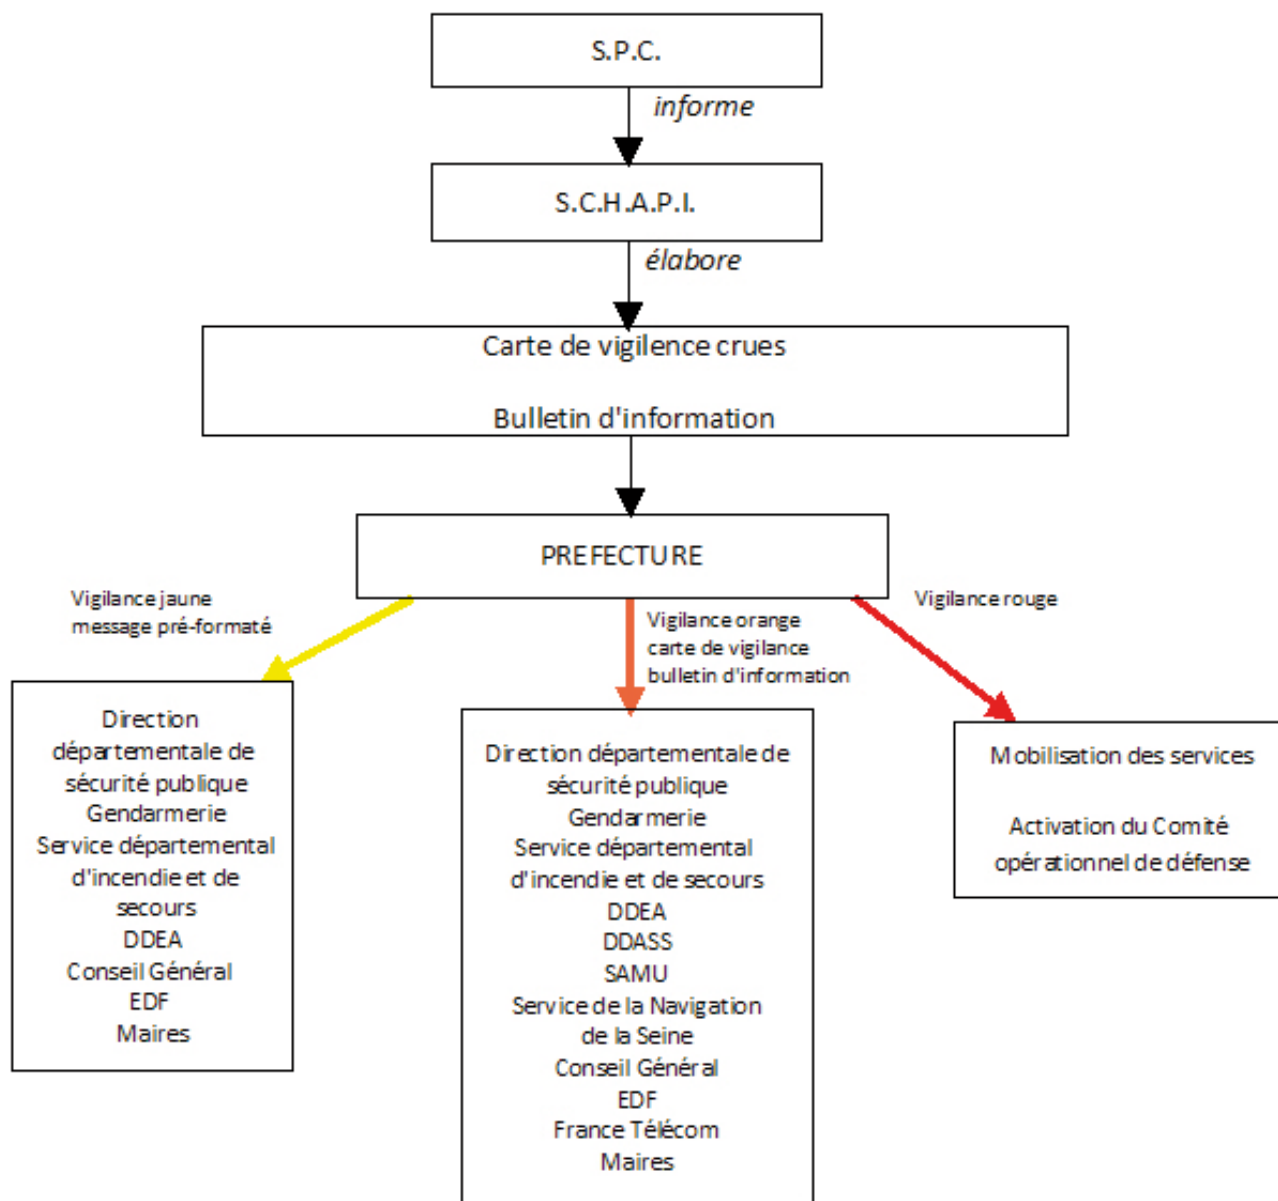 S.P.C.
informe
S.C.H.A.P.I.
élabore
Carte de vigilence crues
Bulletin d'information
PREFECTURE
Vigilance jaune
message pré-formaté
Vigilance orange
carte de vigilance
bulletin d'information
Vigilance rouge
Direction
départementale de
sécurité publique
Gendarmerie
Service départemental
d'incendie et de
secours
DDEA
Conseil Général
EDF
Maires
Direction départementale de
sécurité publique
Gendarmerie
Service départemental
d'incendie et de secours
DDEA
DDASS
SAMU
Service de la Navigation
de la Seine
Conseil Général
EDF
France Télécom
Maires
Mobilisation des services
Activation du Comité
opérationnel de défense